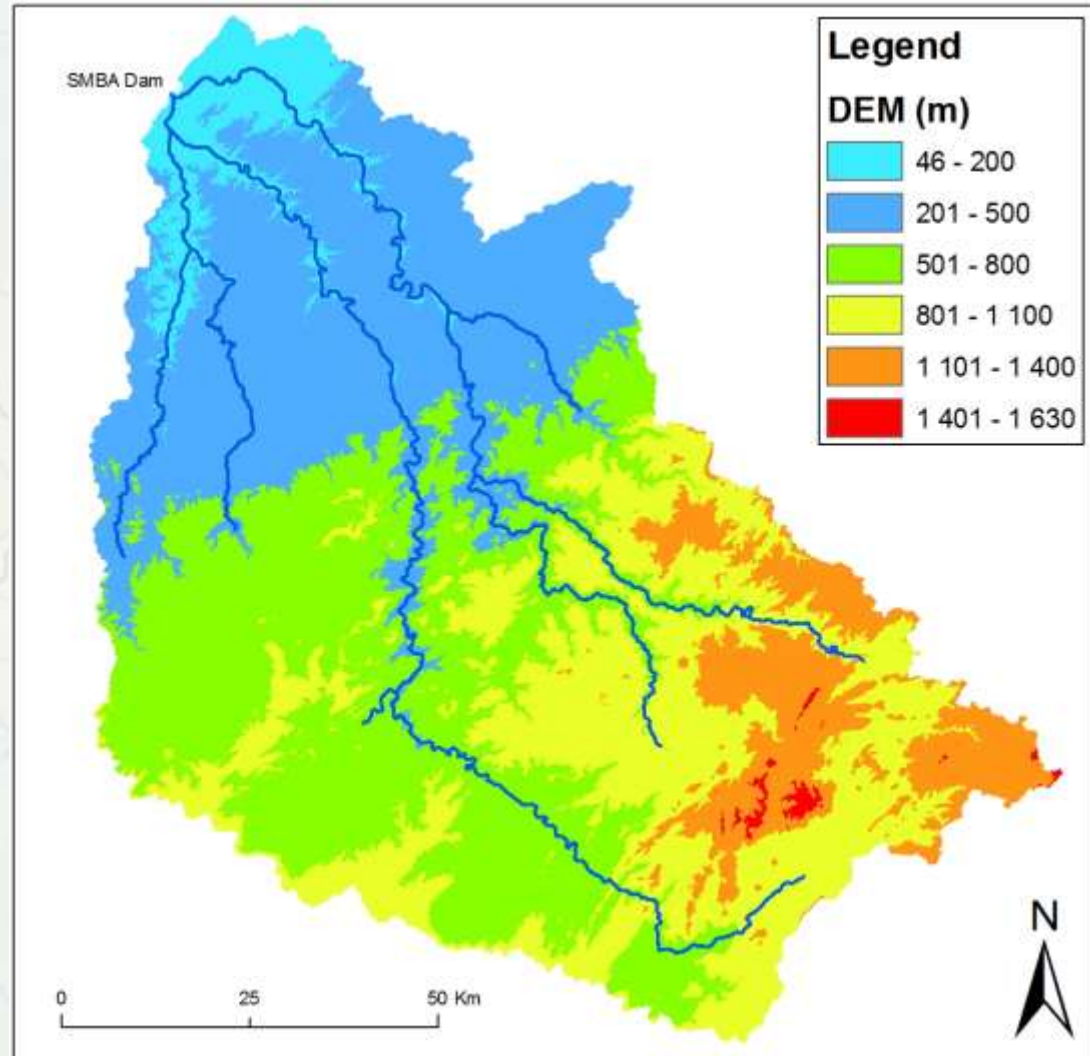 SMBA Dam
Legend
DEM (m)
46 - 200
201 - 500
501 - 800
801 - 1 100
1 101 - 1 400
1 401 - 1 630
N
0 25 50 Km